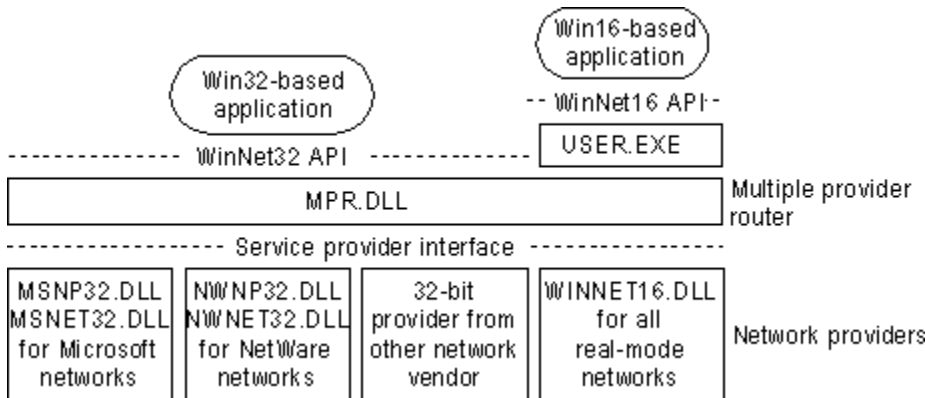 Win16-based
application
Win32-based
application
WinNet16 API
USER.EXE
WinNet32 API
MPR.DLL
Multiple provider
router
Service provider interface
MSNP32.DLL
MSNET32.DLL
for Microsoft
networks
NWNP32.DLL
NWNET32.DLL
for NetWare
networks
32-bit
provider from
other network
vendor
WINNET16.DLL
for all
real-mode
networks
Network providers